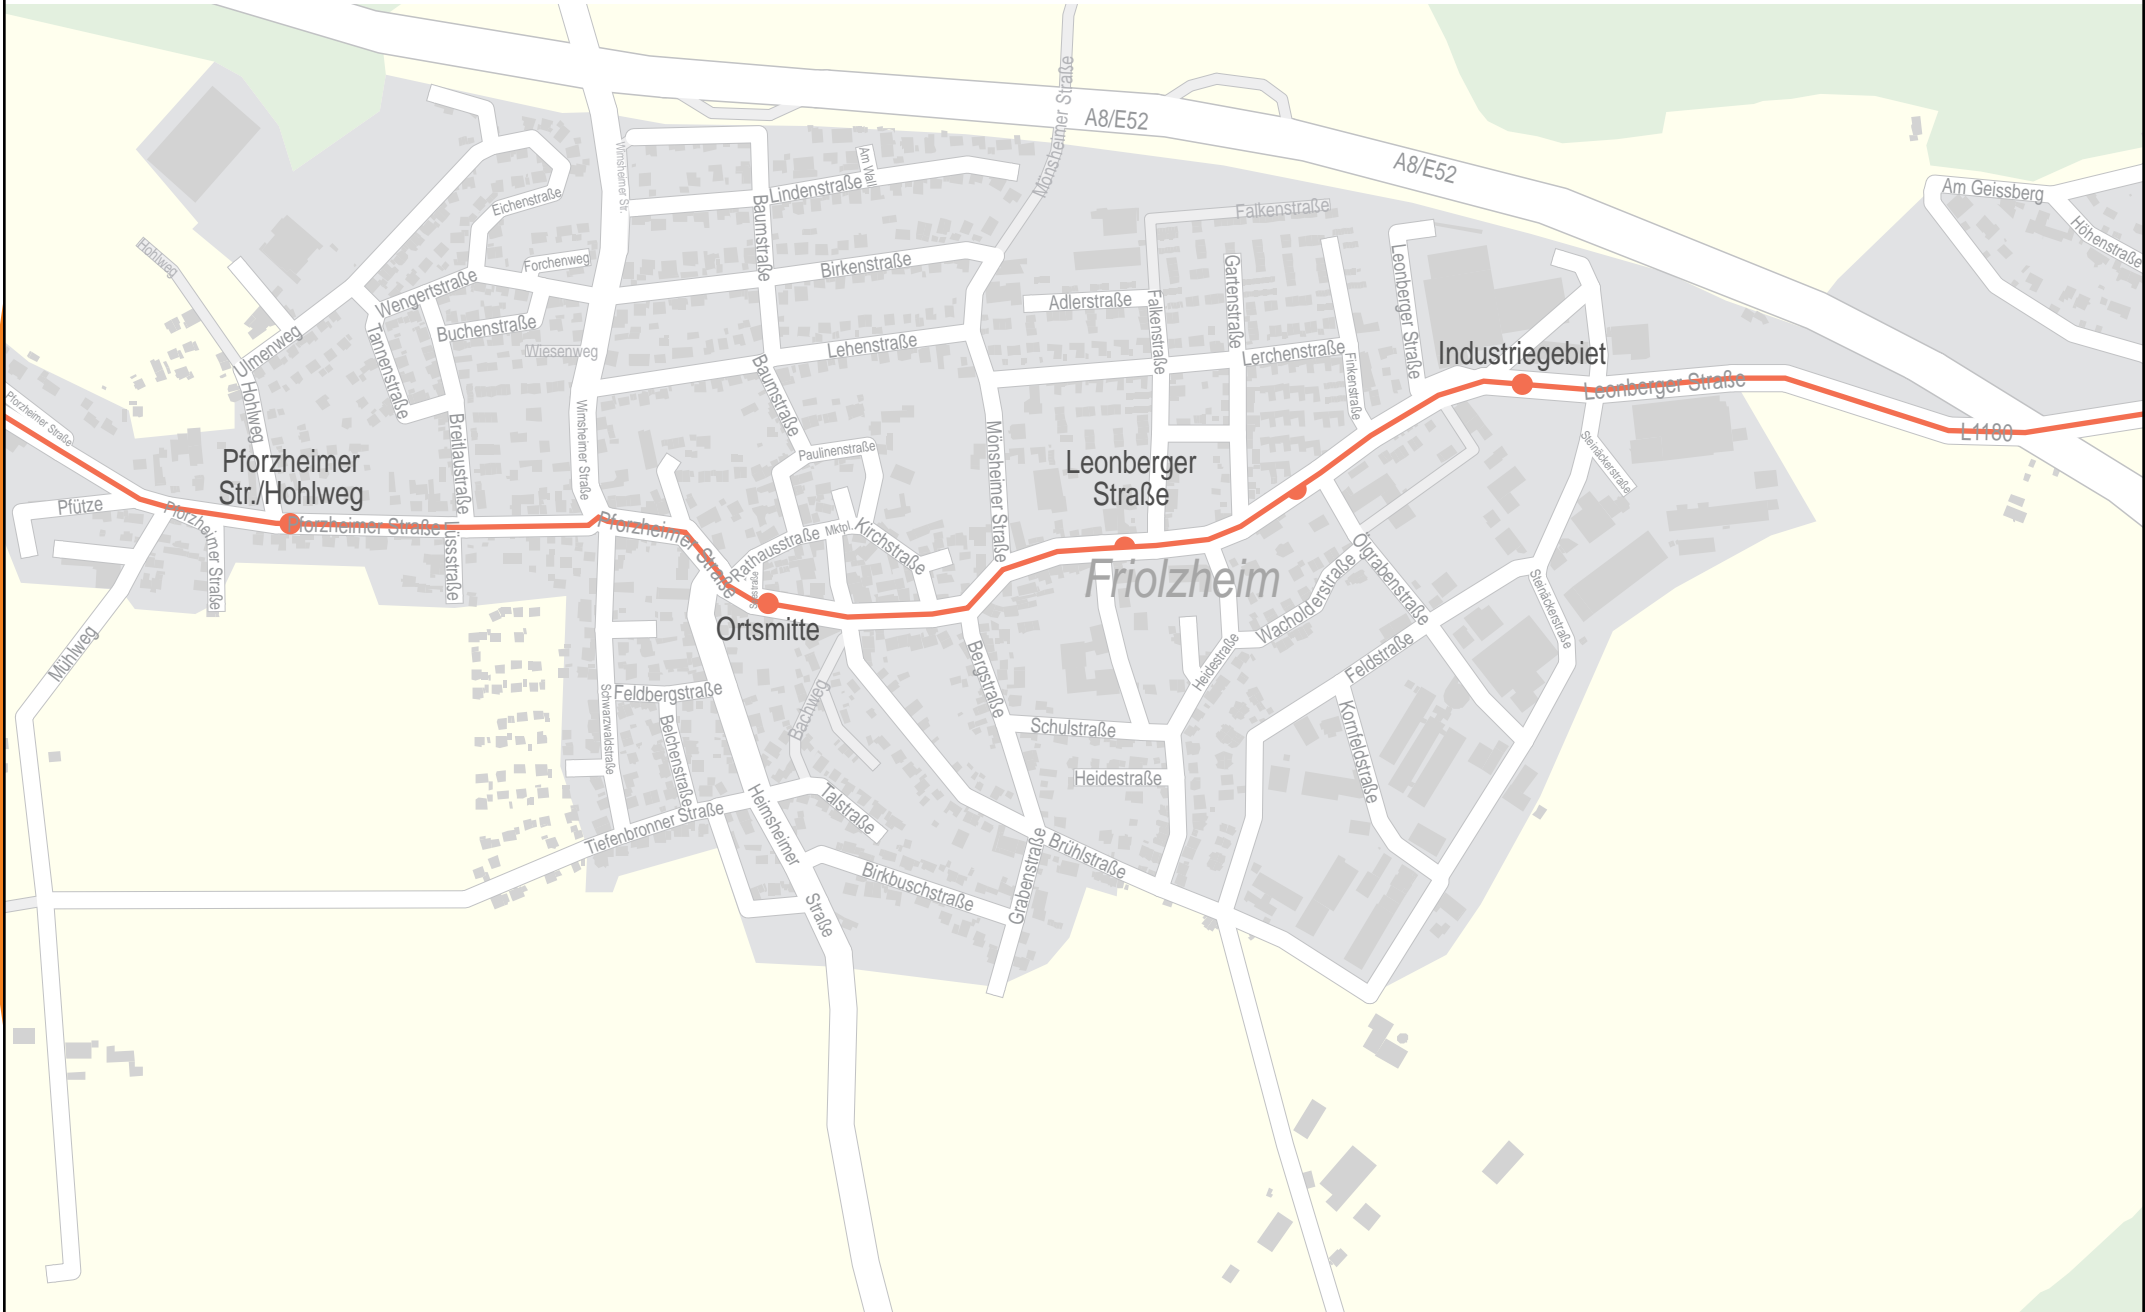 A8/E52
A8/E52
Mönsheimer Straße
Wimsheimer Str.
Am Wall
Lindenstraße
Eichenstraße
Baumstraße
Falkenstraße
Am Geissberg
Höhenstraße
Hohlweg
Forchenweg
Wengertstraße
Birkenstraße
Gartenstraße
Leonberger Straße
Adlerstraße
Falkenstraße
Buchenstraße
Tannenstraße
Ulmenweg
Wiesenweg
Lehenstraße
Lerchenstraße
Finkenstraße
Industriegebiet
Leonberger Straße
L1180
Baumstraße
Pforzheimer Straße
Hohlweg
Breitlaustraße
Wimsheimer Straße
Paulinenstraße
Mönsheimer Straße
Leonberger
Straße
Steinäckerstraße
Pforzheimer
Str./Hohlweg
Pfütze
Pforzheimer Straße
Pforzheimer Straße
Pforzheimer Straße
Rathausstraße
Mktpl.
Kirchstraße
Friolzheim
Ölgrabenstraße
Wacholderstraße
Steinäckerstraße
Ortsmitte
Mühlweg
Feldbergstraße
Schwarzwaldstraße
Belchenstraße
Bachweg
Bergstraße
Schulstraße
Heidestraße
Heidestraße
Feldstraße
Kornfeldstraße
Tiefenbronner Straße
Heimsheimer
Straße
Talstraße
Birkbuschstraße
Grabenstraße
Brühlstraße